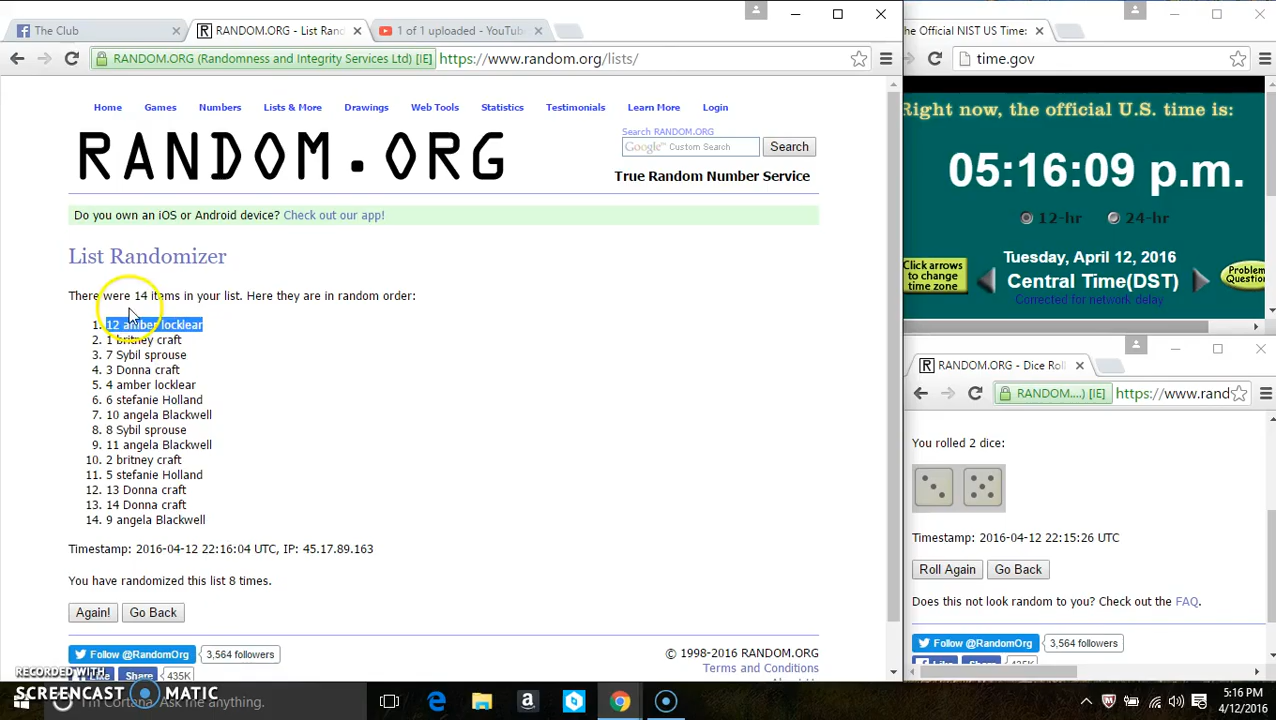 The Club
RANDOM.ORG - List Rand
1 of 1 uploaded - YouTub
RANDOM.ORG (Randomness and Integrity Services Ltd) [IE]
https://www.random.org/lists/
Home Games Numbers Lists & More Drawings Web Tools Statistics Testimonials Learn More Login
RANDOM.ORG
Search RANDOM.ORG
Google™ Custom Search
Search
True Random Number Service
Do you own an iOS or Android device? Check out our app!
List Randomizer
There were 14 items in your list. Here they are in random order:
1. 12 amber locklear
2. 1 britney craft
3. 7 Sybil sprouse
4. 3 Donna craft
5. 4 amber locklear
6. 6 stefanie Holland
7. 10 angela Blackwell
8. 8 Sybil sprouse
9. 11 angela Blackwell
10. 2 britney craft
11. 5 stefanie Holland
12. 13 Donna craft
13. 14 Donna craft
14. 9 angela Blackwell
Timestamp: 2016-04-12 22:16:04 UTC, IP: 45.17.89.163
You have randomized this list 8 times.
Again! Go Back
Follow @RandomOrg 3,564 followers
Share 435K
© 1998-2016 RANDOM.ORG
Terms and Conditions
he Official NIST US Time:
time.gov
Right now, the official U.S. time is:
05:16:09 p.m.
12-hr 24-hr
Click arrows to change time zone
Tuesday, April 12, 2016
Central Time(DST)
Corrected for network delay
Problem
Question
RANDOM.ORG - Dice Roll
RANDOM....) [IE] https://www.rand
You rolled 2 dice:
Timestamp: 2016-04-12 22:15:26 UTC
Roll Again Go Back
Does this not look random to you? Check out the FAQ.
Follow @RandomOrg 3,564 followers
RECORDED WITH
SCREENCAST MATIC
I'm Cortana. Ask me anything.
5:16 PM
4/12/2016